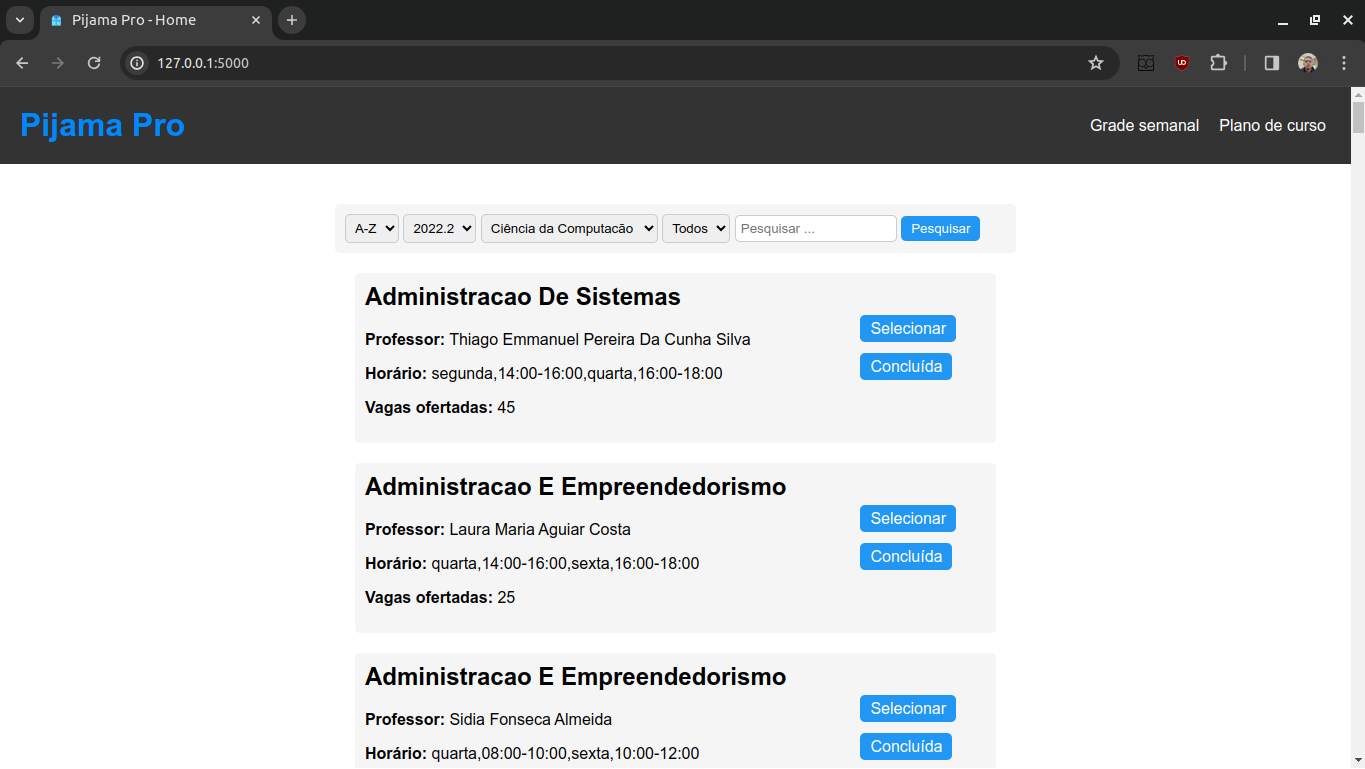 Pijama Pro - Home
127.0.0.1:5000
Pijama Pro
Grade semanal Plano de curso
A-Z 2022.2 Ciência da Computacão Todos Pesquisar ... Pesquisar
Administracao De Sistemas
Selecionar
Professor: Thiago Emmanuel Pereira Da Cunha Silva
Concluída
Horário: segunda,14:00-16:00,quarta,16:00-18:00
Vagas ofertadas: 45
Administracao E Empreendedorismo
Selecionar
Professor: Laura Maria Aguiar Costa
Concluída
Horário: quarta,14:00-16:00,sexta,16:00-18:00
Vagas ofertadas: 25
Administracao E Empreendedorismo
Selecionar
Professor: Sidia Fonseca Almeida
Concluída
Horário: quarta,08:00-10:00,sexta,10:00-12:00